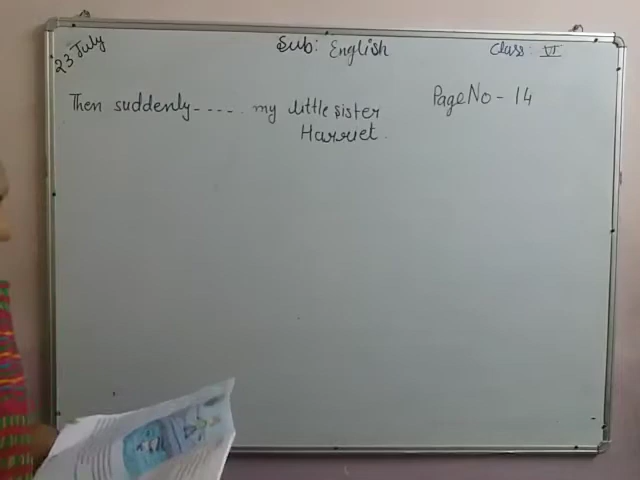 23 July
Sub: English
Class: VI
Then suddenly----. my little sister
Harriet.
Page No - 14